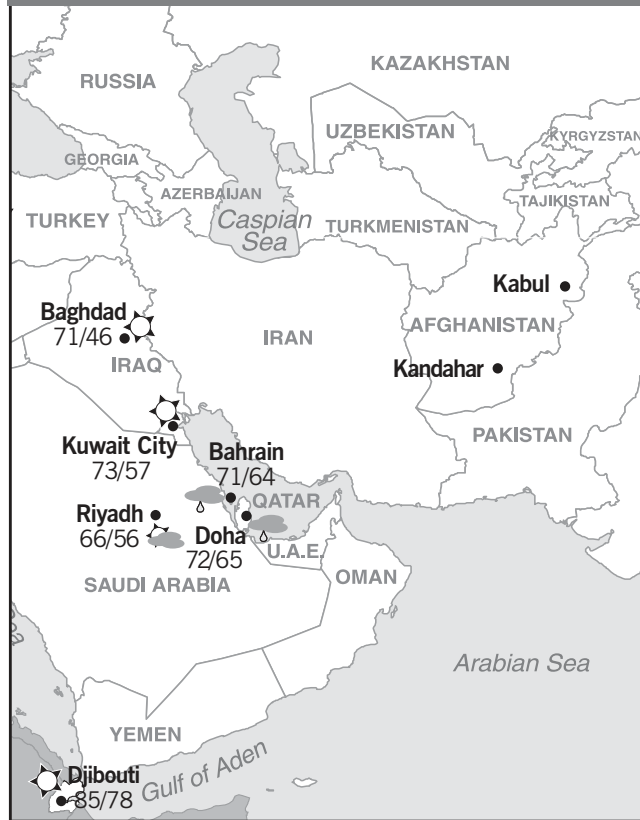 KAZAKHSTAN
RUSSIA
UZBEKISTAN
KYRGYZSTAN
GEORGIA
AZERBAIJAN
TAJIKISTAN
TURKEY
Caspian
Sea
TURKMENISTAN
Kabul
Baghdad
71/46
IRAN
AFGHANISTAN
IRAQ
Kandahar
PAKISTAN
Kuwait City
73/57
Bahrain
71/64
QATAR
Riyadh
66/56
Doha
72/65
U.A.E.
SAUDI ARABIA
OMAN
Arabian Sea
YEMEN
Djibouti
85/78
Gulf of Aden